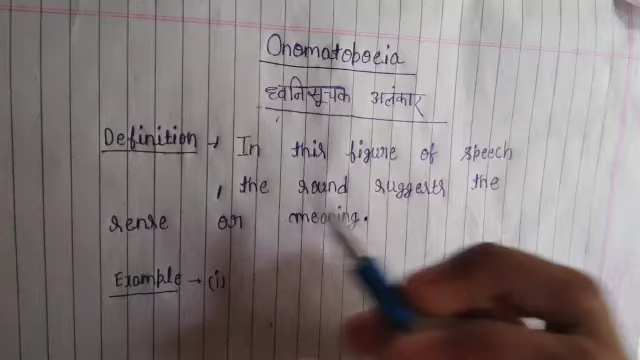 Onomatopoeia
ध्वनिसूचक अलंकार
Definition → In this figure of speech
, the sound suggests the
sense or meaning.
Example → (i)